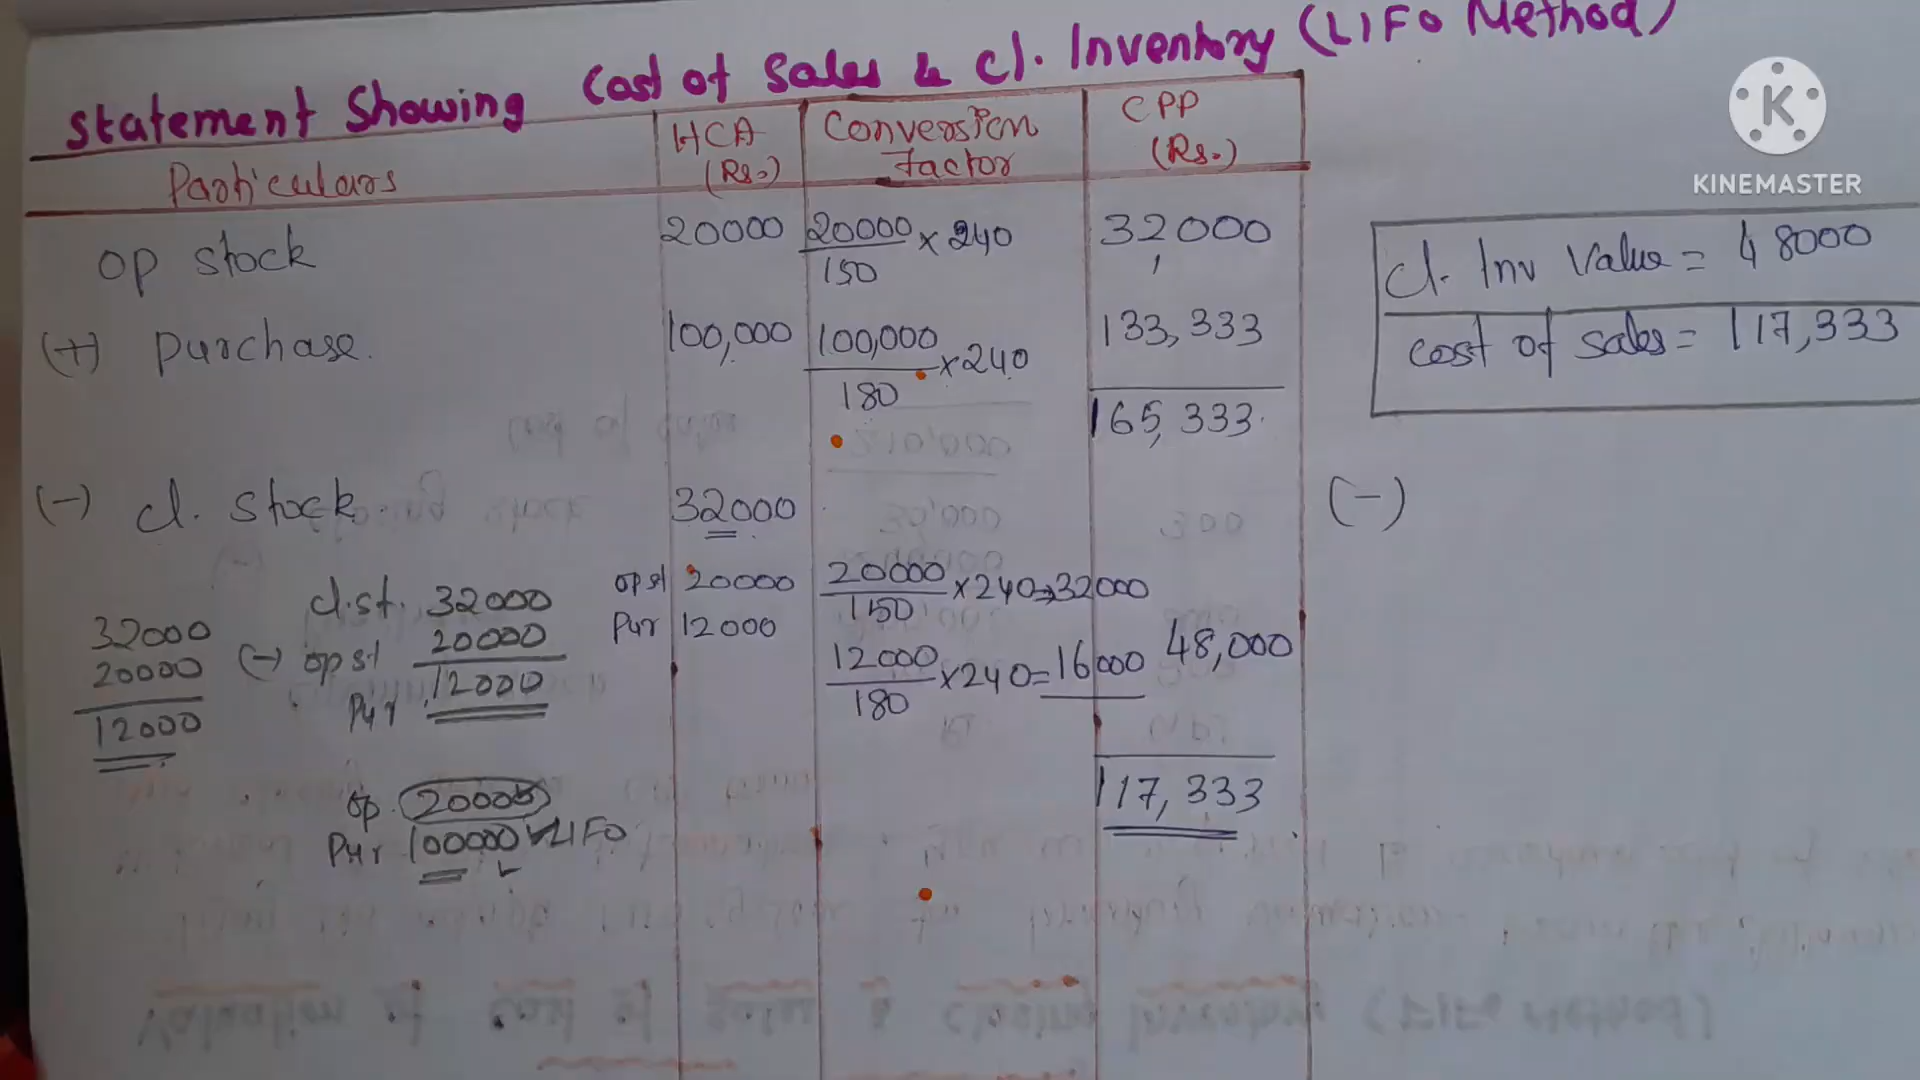 Statement Showing Cost of Sales & Cl. Inventory (LIFO Method)
Particulars
HCA
(Rs.)
Conversion
factor
CPP
(Rs.)
K
KINEMASTER
Op stock
20000
20000/150 × 240
32000
(+) Purchase.
100,000
100,000/180 × 240
133,333
165,333
Cl. Inv Value = 48000
Cost of sales = 117,333
(-) Cl. Stock
32000
(-)
op st 20000
20000/150 × 240 ⇒ 32000
Pur 12000
12000/180 × 240 = 16000
48,000
117,333
32000
20000
12000
cl.st. 32000
(-) op st 20000
Pur 12000
op. 20000
Pur 100000 LIFO